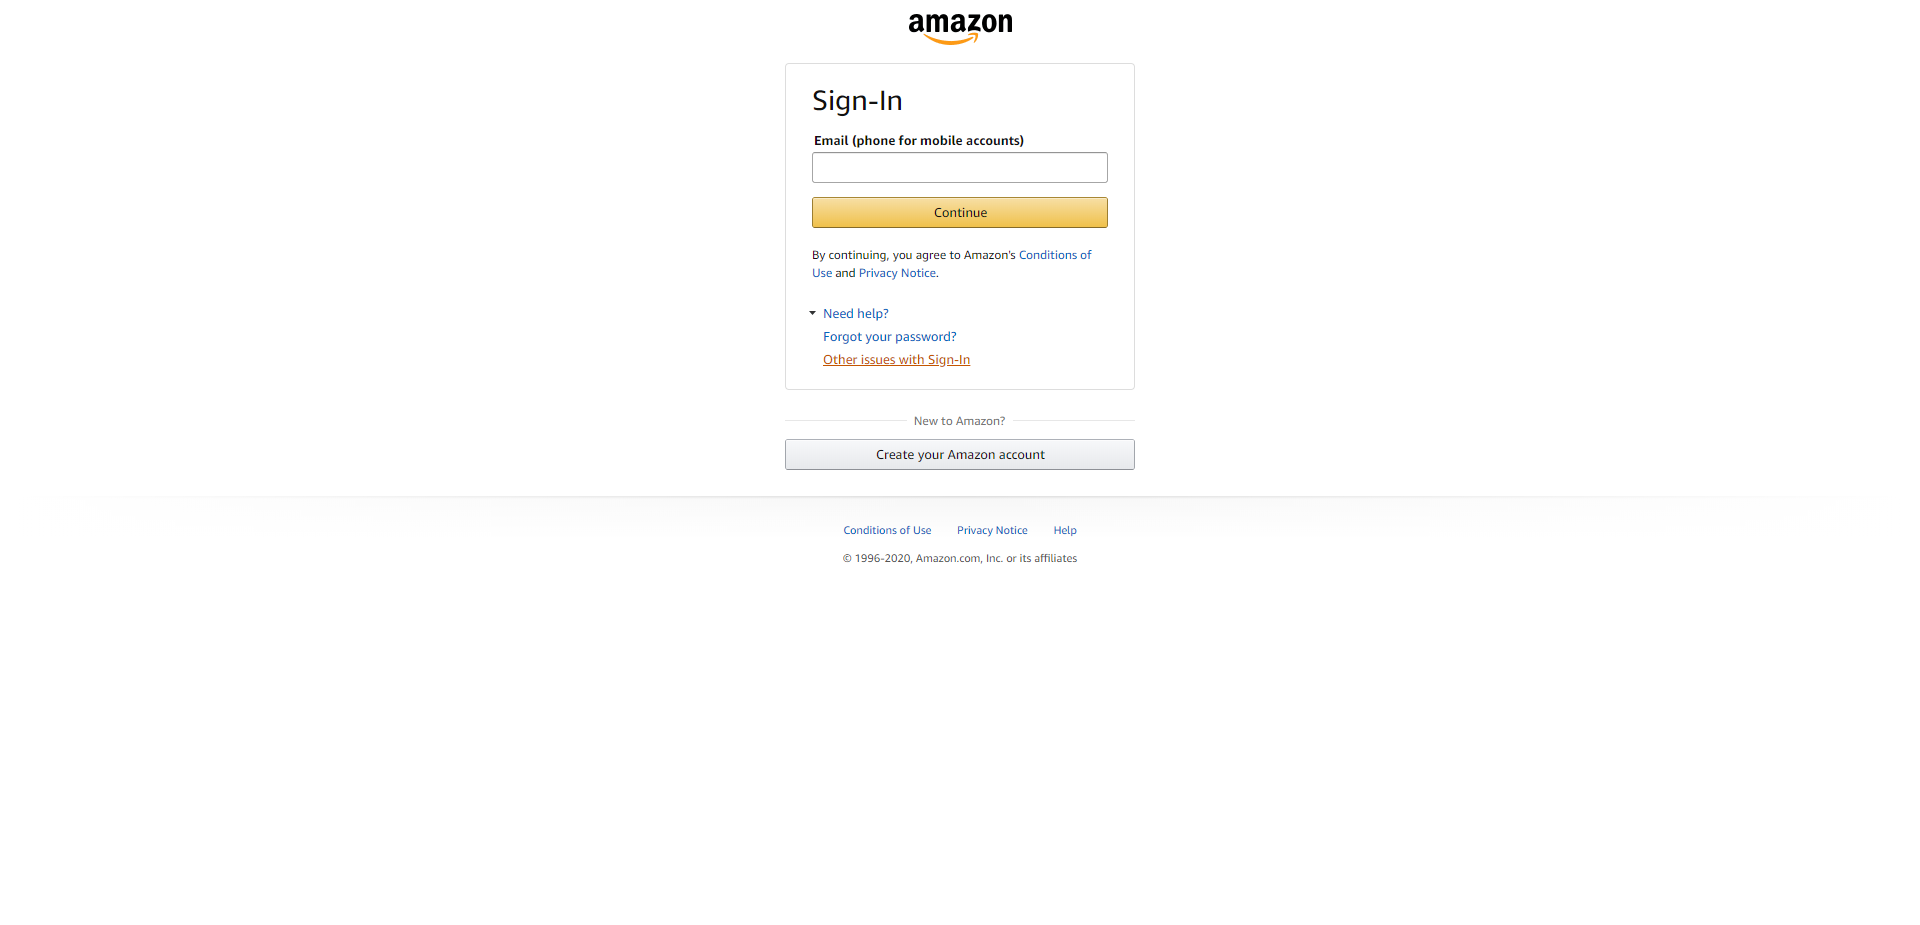 amazon
Sign-In
Email (phone for mobile accounts)
Continue
By continuing, you agree to Amazon's Conditions of
Use and Privacy Notice.
Need help?
Forgot your password?
Other issues with Sign-In
New to Amazon?
Create your Amazon account
Conditions of Use Privacy Notice Help
© 1996-2020, Amazon.com, Inc. or its affiliates